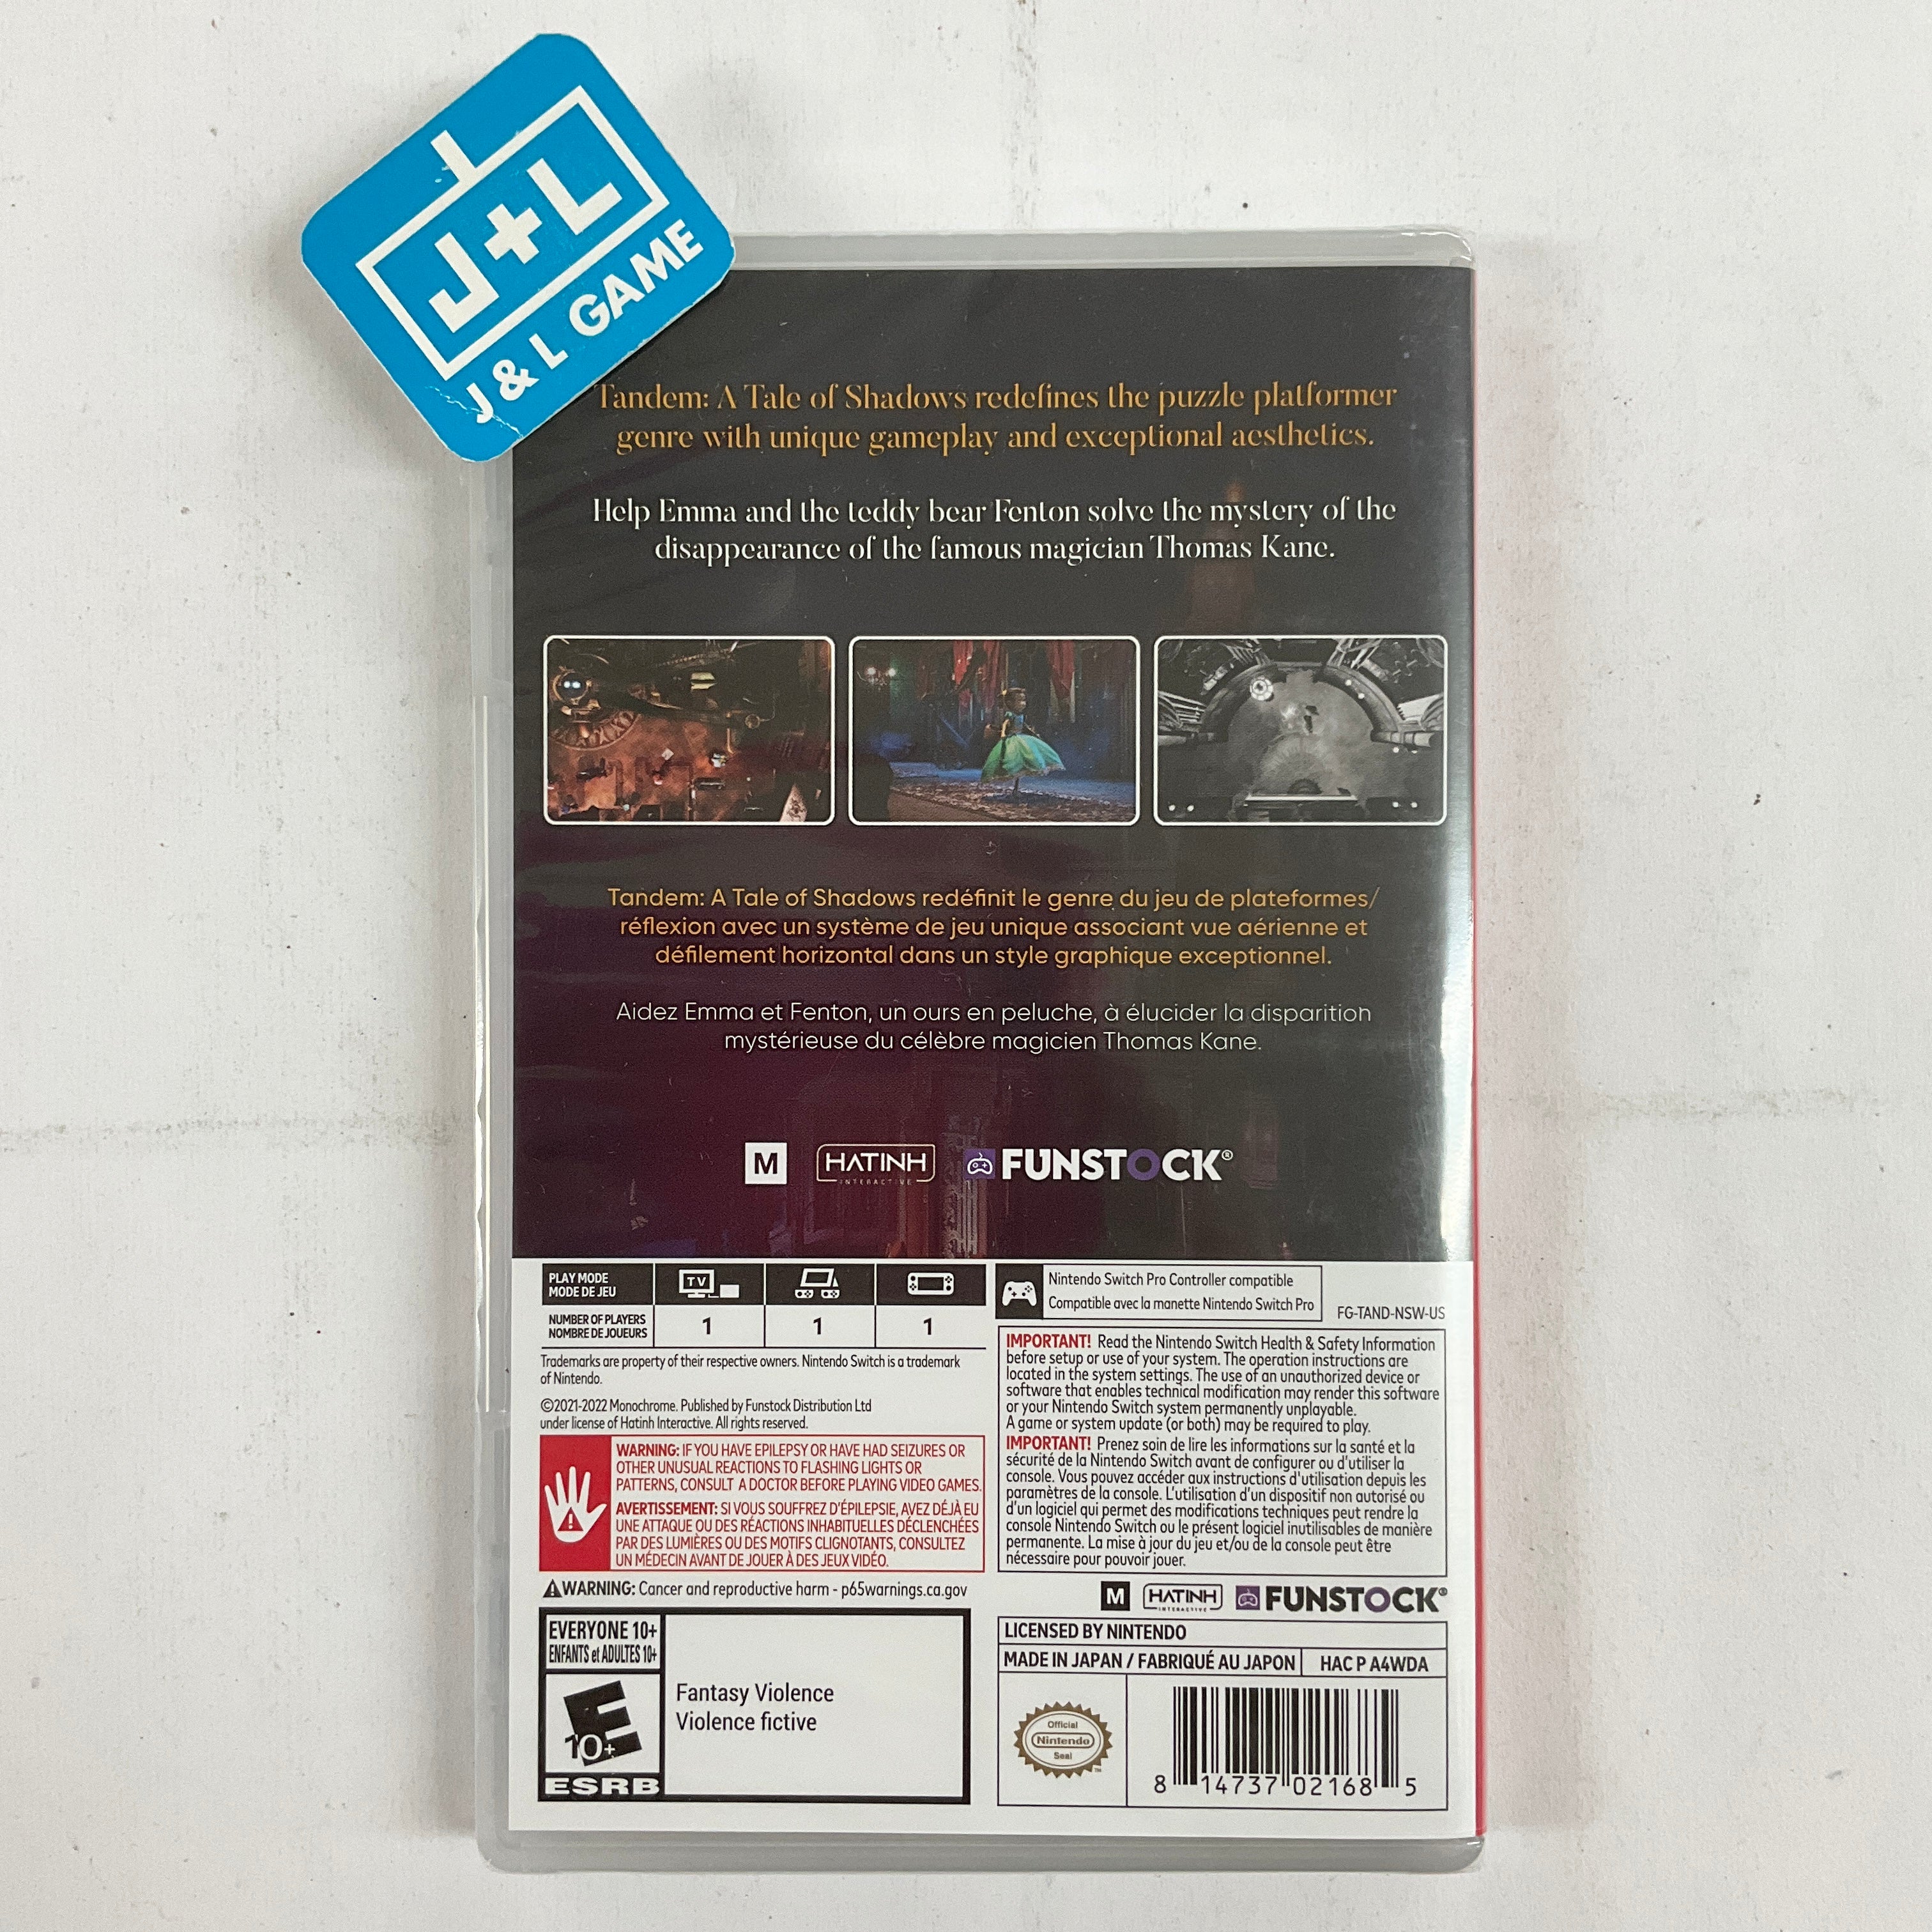 J+L
J & L GAME
Tandem: A Tale of Shadows redefines the puzzle platformer
genre with unique gameplay and exceptional aesthetics.
Help Emma and the teddy bear Fenton solve the mystery of the
disappearance of the famous magician Thomas Kane.
Tandem: A Tale of Shadows redéfinit le genre du jeu de plateformes/
réflexion avec un système de jeu unique associant vue aérienne et
défilement horizontal dans un style graphique exceptionnel.
Aidez Emma et Fenton, un ours en peluche, à élucider la disparition
mystérieuse du célèbre magicien Thomas Kane.
M HATINH INTERACTIVE FUNSTOCK®
PLAY MODE
MODE DE JEU
TV
NUMBER OF PLAYERS
NOMBRE DE JOUEURS
1 1 1
Trademarks are property of their respective owners. Nintendo Switch is a trademark
of Nintendo.
©2021-2022 Monochrome. Published by Funstock Distribution Ltd
under license of Hatinh Interactive. All rights reserved.
WARNING: IF YOU HAVE EPILEPSY OR HAVE HAD SEIZURES OR
OTHER UNUSUAL REACTIONS TO FLASHING LIGHTS OR
PATTERNS, CONSULT A DOCTOR BEFORE PLAYING VIDEO GAMES.
AVERTISSEMENT: SI VOUS SOUFFREZ D'ÉPILEPSIE, AVEZ DÉJÀ EU
UNE ATTAQUE OU DES RÉACTIONS INHABITUELLES DÉCLENCHÉES
PAR DES LUMIÈRES OU DES MOTIFS CLIGNOTANTS, CONSULTEZ
UN MÉDECIN AVANT DE JOUER À DES JEUX VIDÉO.
WARNING: Cancer and reproductive harm - p65warnings.ca.gov
EVERYONE 10+
ENFANTS et ADULTES 10+
E
10+
ESRB
Fantasy Violence
Violence fictive
Nintendo Switch Pro Controller compatible
Compatible avec la manette Nintendo Switch Pro
FG-TAND-NSW-US
IMPORTANT! Read the Nintendo Switch Health & Safety Information
before setup or use of your system. The operation instructions are
located in the system settings. The use of an unauthorized device or
software that enables technical modification may render this software
or your Nintendo Switch system permanently unplayable.
A game or system update (or both) may be required to play.
IMPORTANT! Prenez soin de lire les informations sur la santé et la
sécurité de la Nintendo Switch avant de configurer ou d'utiliser la
console. Vous pouvez accéder aux instructions d'utilisation depuis les
paramètres de la console. L'utilisation d'un dispositif non autorisé ou
d'un logiciel qui permet des modifications techniques peut rendre la
console Nintendo Switch ou le présent logiciel inutilisables de manière
permanente. La mise à jour du jeu et/ou de la console peut être
nécessaire pour pouvoir jouer.
M HATINH INTERACTIVE FUNSTOCK®
LICENSED BY NINTENDO
MADE IN JAPAN / FABRIQUÉ AU JAPON HAC P A4WDA
Official
Nintendo
Seal
TM
8 14737 02168 5